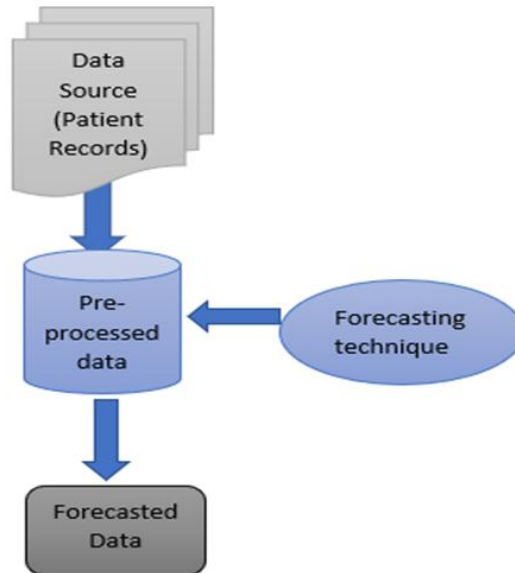 Data
Source
(Patient
Records)
Pre-
processed
data
Forecasting
technique
Forecasted
Data